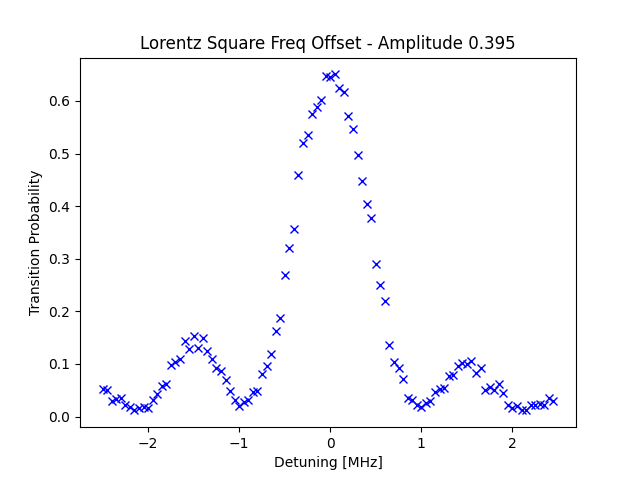 Lorentz Square Freq Offset - Amplitude 0.395
Transition Probability
0.6
0.5
0.4
0.3
0.2
0.1
0.0
−2 −1 0 1 2
Detuning [MHz]